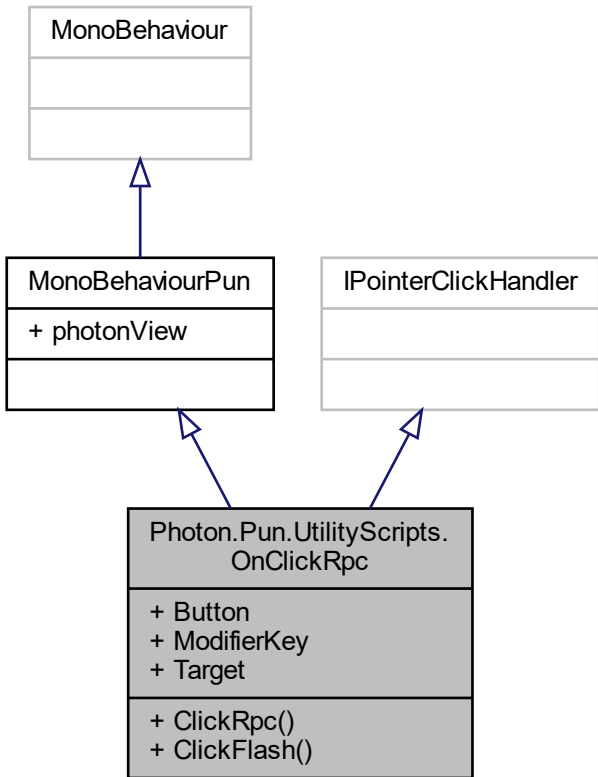 MonoBehaviour
MonoBehaviourPun
+ photonView
IPointerClickHandler
Photon.Pun.UtilityScripts.
OnClickRpc
+ Button
+ ModifierKey
+ Target
+ ClickRpc()
+ ClickFlash()